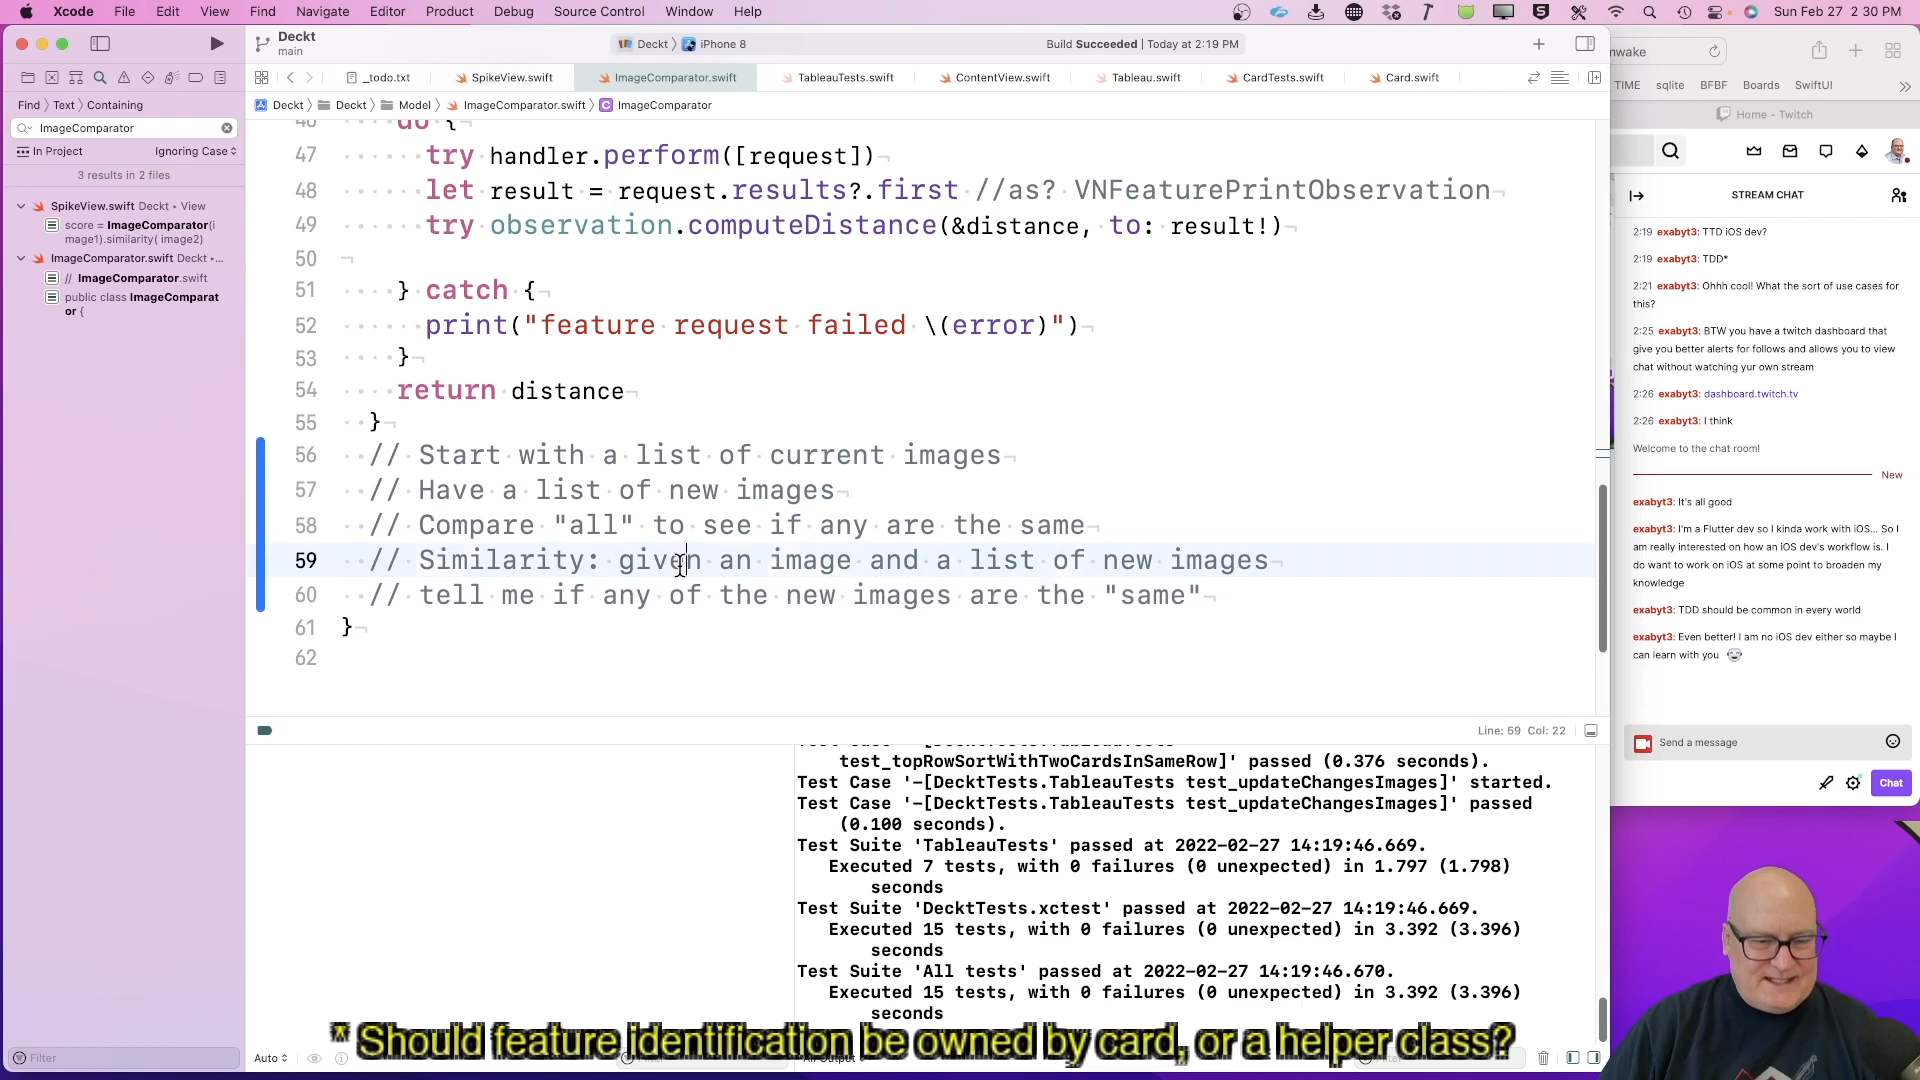 Xcode File Edit View Find Navigate Editor Product Debug Source Control Window Help
Sun Feb 27 2:30 PM
Deckt
main
Deckt 〉 iPhone 8
Build Succeeded | Today at 2:19 PM
nwake
_todo.txt SpikeView.swift ImageComparator.swift TableauTests.swift ContentView.swift Tableau.swift CardTests.swift Card.swift
TIME sqlite BFBF Boards SwiftUI
Find 〉 Text 〉 Containing
Deckt 〉 Deckt 〉 Model 〉 ImageComparator.swift 〉 ImageComparator
Home - Twitch
ImageComparator
In Project
Ignoring Case
3 results in 2 files
SpikeView.swift Deckt • View
score = ImageComparator(i
mage1).similarity( image2)
ImageComparator.swift Deckt •...
// ImageComparator.swift
public class ImageComparat
or {
46 do {
47 try handler.perform([request])
48 let result = request.results?.first //as? VNFeaturePrintObservation
49 try observation.computeDistance(&distance, to: result!)
50
51 } catch {
52 print("feature request failed \(error)")
53 }
54 return distance
55 }
56 // Start with a list of current images
57 // Have a list of new images
58 // Compare "all" to see if any are the same
59 // Similarity: given an image and a list of new images
60 // tell me if any of the new images are the "same"
61 }
62
Line: 59 Col: 22
Test Case '-[DecktTests.TableauTests
test_topRowSortWithTwoCardsInSameRow]' passed (0.376 seconds).
Test Case '-[DecktTests.TableauTests test_updateChangesImages]' started.
Test Case '-[DecktTests.TableauTests test_updateChangesImages]' passed
(0.100 seconds).
Test Suite 'TableauTests' passed at 2022-02-27 14:19:46.669.
Executed 7 tests, with 0 failures (0 unexpected) in 1.797 (1.798)
seconds
Test Suite 'DecktTests.xctest' passed at 2022-02-27 14:19:46.669.
Executed 15 tests, with 0 failures (0 unexpected) in 3.392 (3.396)
seconds
Test Suite 'All tests' passed at 2022-02-27 14:19:46.670.
Executed 15 tests, with 0 failures (0 unexpected) in 3.392 (3.396)
seconds
Filter
Auto
* Should feature identification be owned by card, or a helper class?
STREAM CHAT
2:19 exabyt3: TTD iOS dev?
2:19 exabyt3: TDD*
2:21 exabyt3: Ohhh cool! What the sort of use cases for
this?
2:25 exabyt3: BTW you have a twitch dashboard that
give you better alerts for follows and allows you to view
chat without watching yur own stream
2:26 exabyt3: dashboard.twitch.tv
2:26 exabyt3: I think
Welcome to the chat room!
New
exabyt3: It's all good
exabyt3: I'm a Flutter dev so I kinda work with iOS... So I
am really interested on how an iOS dev's workflow is. I
do want to work on iOS at some point to broaden my
knowledge
exabyt3: TDD should be common in every world
exabyt3: Even better! I am no iOS dev either so maybe I
can learn with you
Send a message
Chat